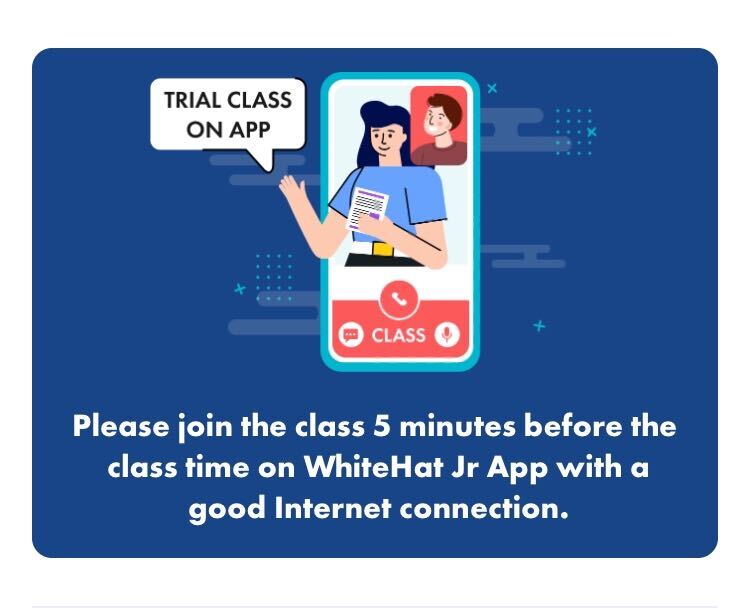 TRIAL CLASS
ON APP
CLASS
Please join the class 5 minutes before the
class time on WhiteHat Jr App with a
good Internet connection.